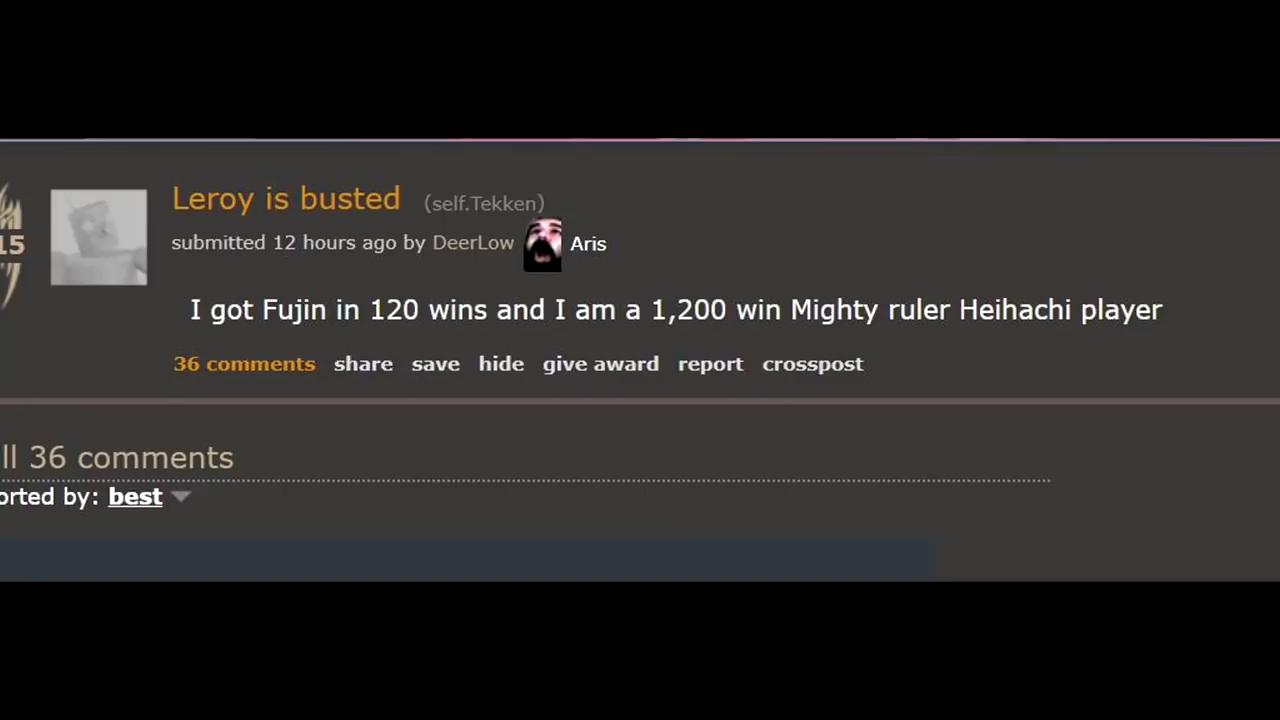 Leroy is busted (self.Tekken)
15
submitted 12 hours ago by DeerLow Aris
I got Fujin in 120 wins and I am a 1,200 win Mighty ruler Heihachi player
36 comments share save hide give award report crosspost
ll 36 comments
orted by: best